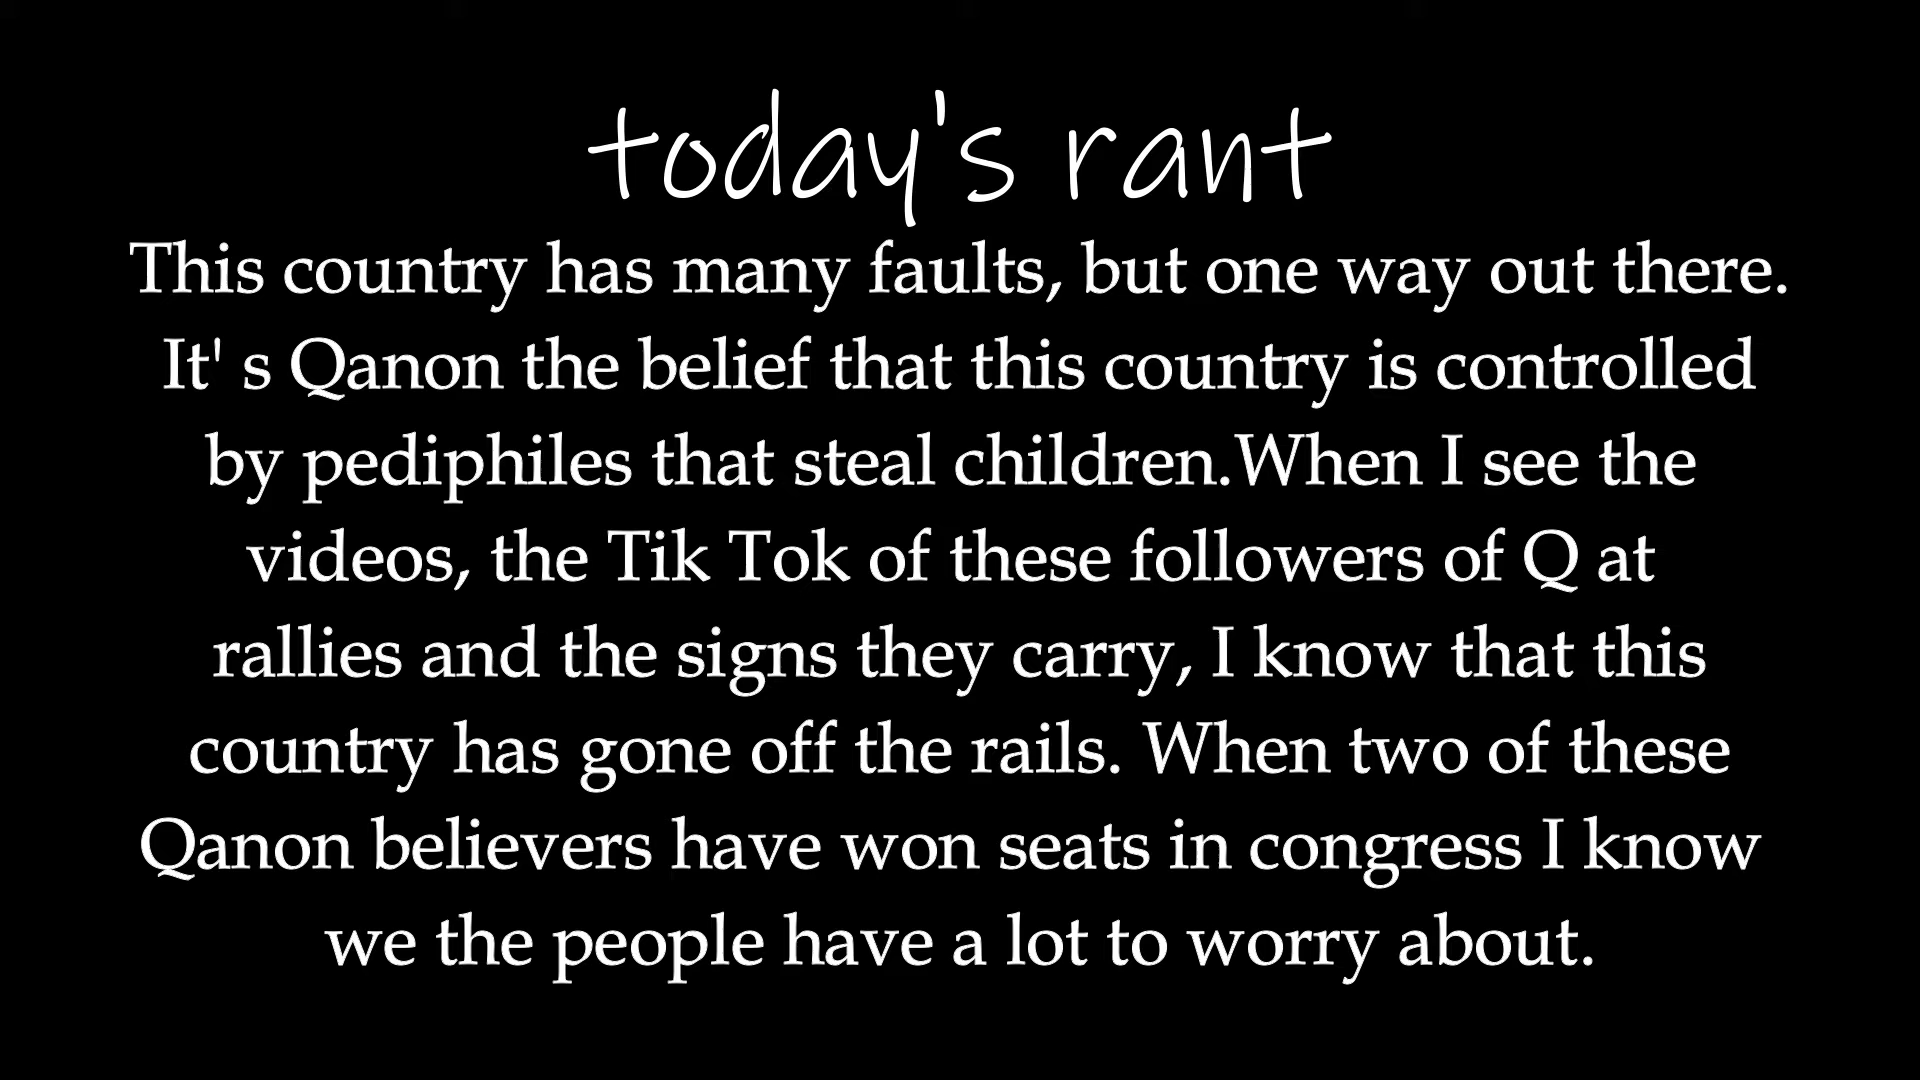 today's rant
This country has many faults, but one way out there.
It' s Qanon the belief that this country is controlled
by pediphiles that steal children.When I see the
videos, the Tik Tok of these followers of Q at
rallies and the signs they carry, I know that this
country has gone off the rails. When two of these
Qanon believers have won seats in congress I know
we the people have a lot to worry about.